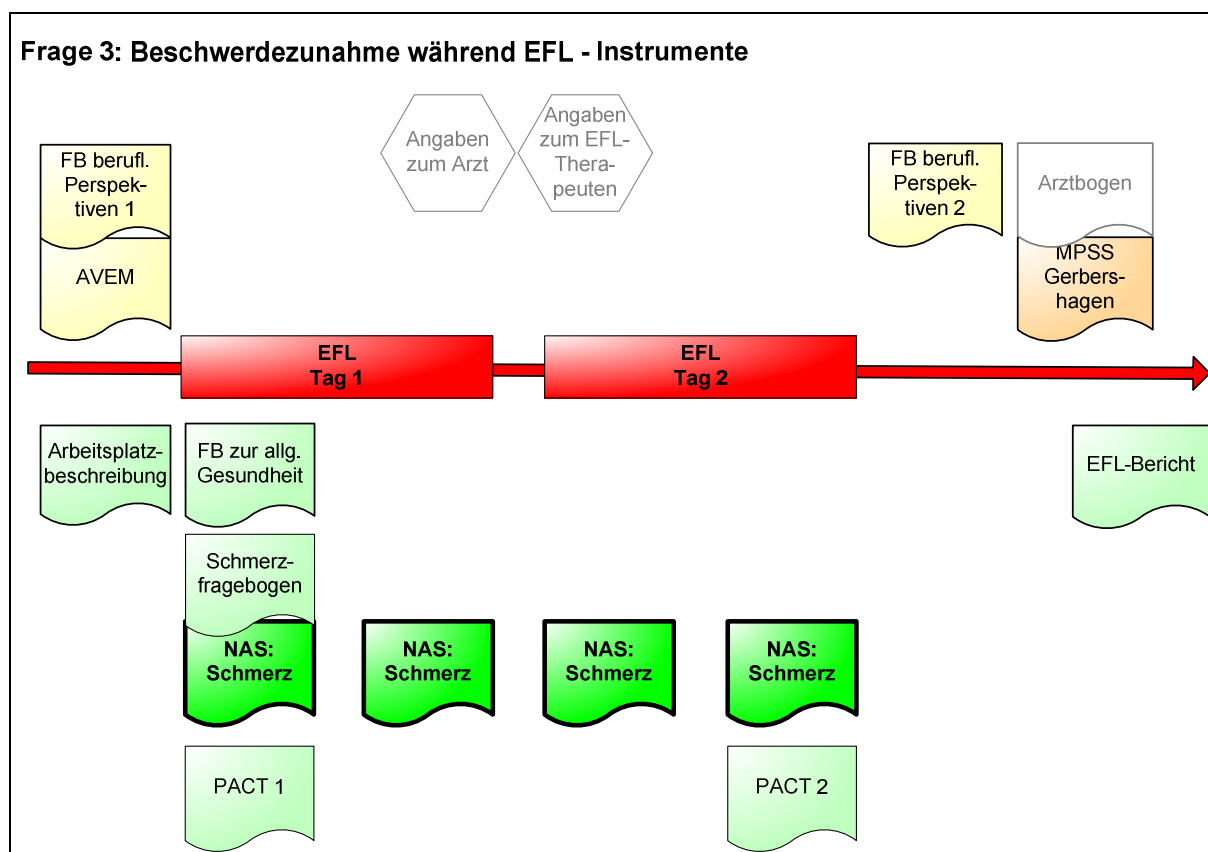 Frage 3: Beschwerdezunahme während EFL - Instrumente
Angaben
zum Arzt
Angaben
zum EFL-
Thera-
peuten
FB berufl.
Perspek-
tiven 1
AVEM
FB berufl.
Perspek-
tiven 2
Arztbogen
MPSS
Gerbers-
hagen
EFL
Tag 1
EFL
Tag 2
Arbeitsplatz-
beschreibung
FB zur allg.
Gesundheit
EFL-Bericht
Schmerz-
fragebogen
NAS:
Schmerz
NAS:
Schmerz
NAS:
Schmerz
NAS:
Schmerz
PACT 1
PACT 2